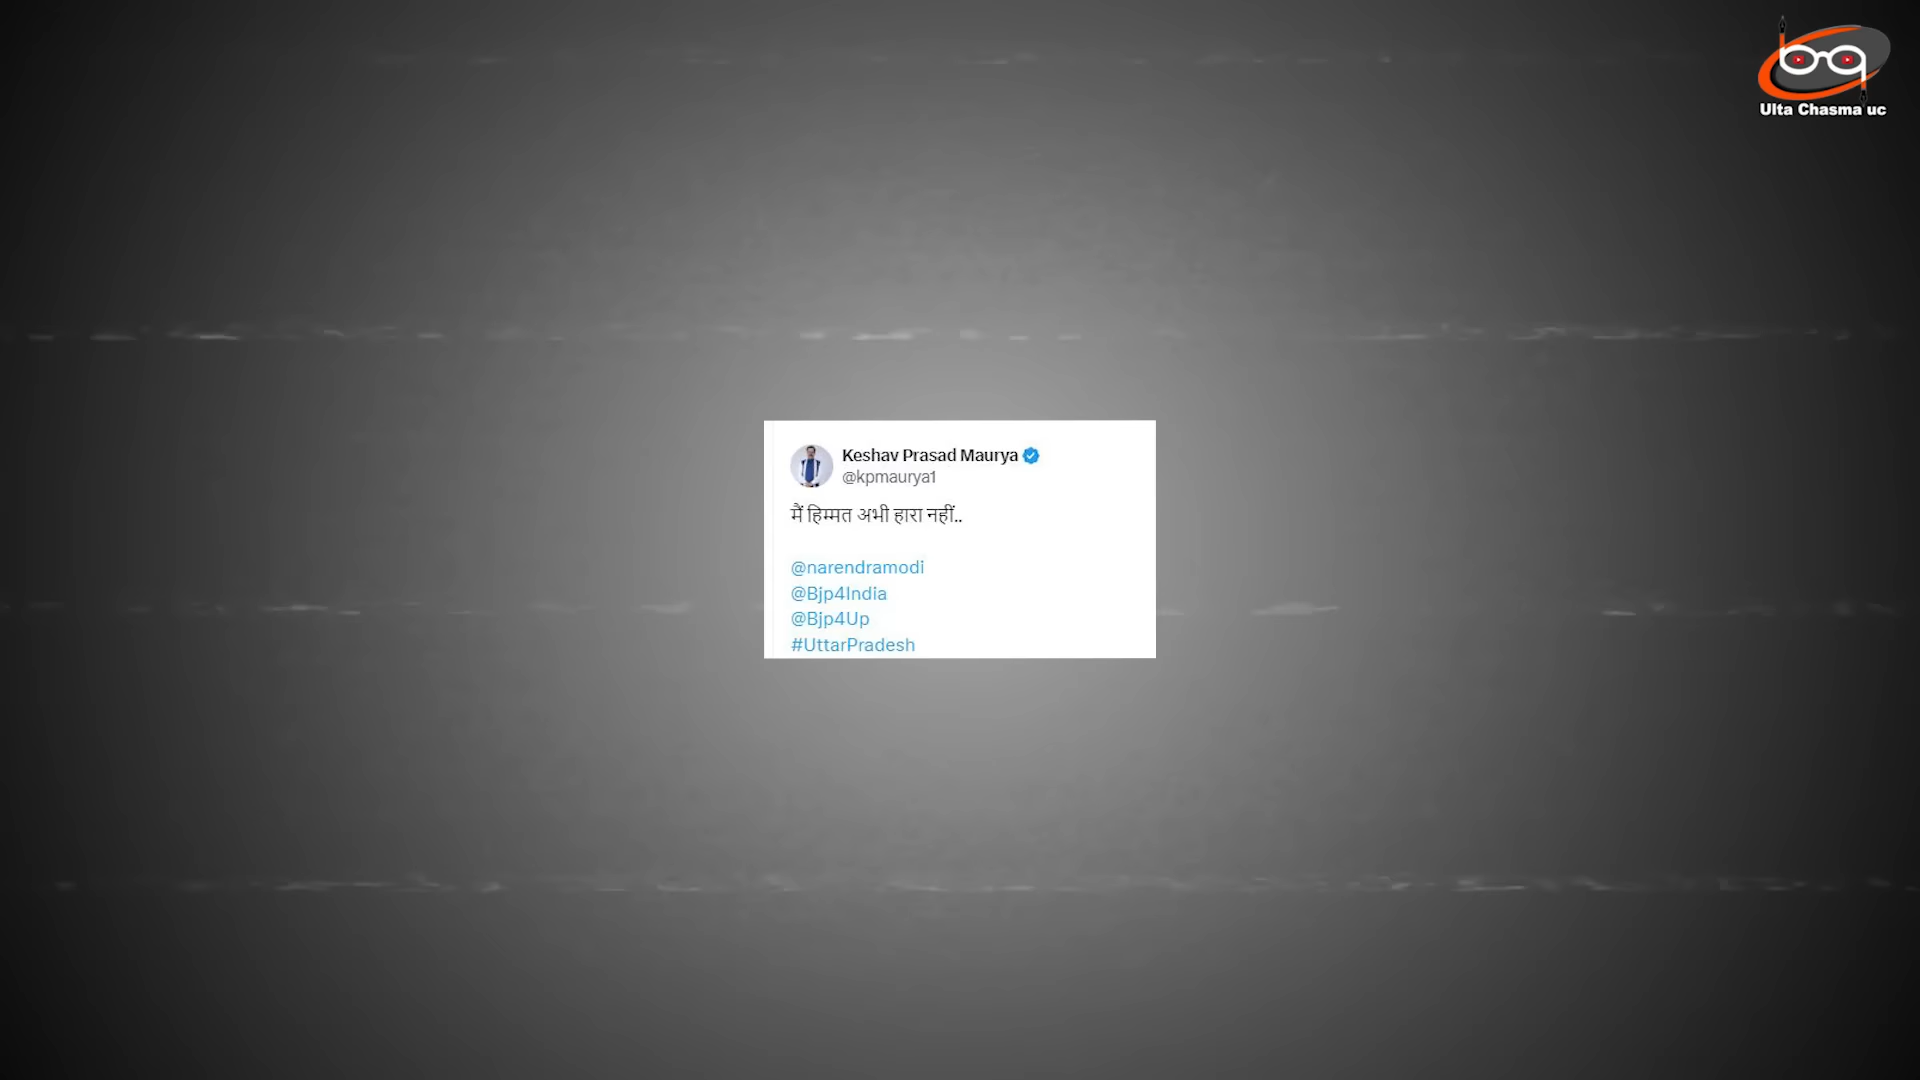 Ulta Chasma uc
Keshav Prasad Maurya
@kpmaurya1
मैं हिम्मत अभी हारा नहीं..
@narendramodi
@Bjp4India
@Bjp4Up
#UttarPradesh